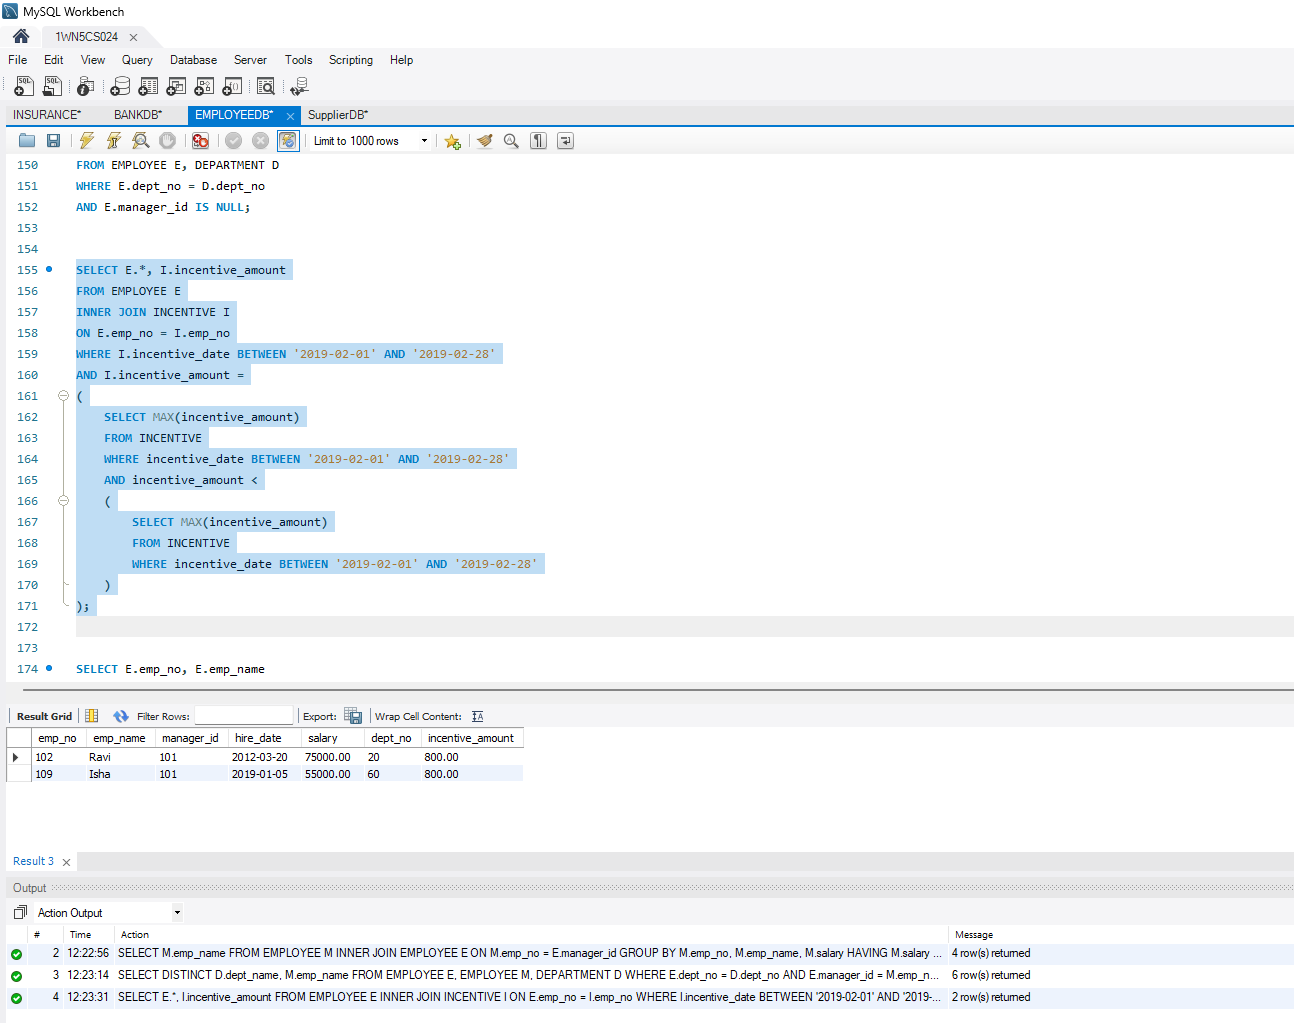 MySQL Workbench
1WN5CS024
File Edit View Query Database Server Tools Scripting Help
INSURANCE* BANKDB* EMPLOYEEDB* SupplierDB*
Limit to 1000 rows
150 FROM EMPLOYEE E, DEPARTMENT D
151 WHERE E.dept_no = D.dept_no
152 AND E.manager_id IS NULL;
153
154
155 SELECT E.*, I.incentive_amount
156 FROM EMPLOYEE E
157 INNER JOIN INCENTIVE I
158 ON E.emp_no = I.emp_no
159 WHERE I.incentive_date BETWEEN '2019-02-01' AND '2019-02-28'
160 AND I.incentive_amount =
161 (
162 SELECT MAX(incentive_amount)
163 FROM INCENTIVE
164 WHERE incentive_date BETWEEN '2019-02-01' AND '2019-02-28'
165 AND incentive_amount <
166 (
167 SELECT MAX(incentive_amount)
168 FROM INCENTIVE
169 WHERE incentive_date BETWEEN '2019-02-01' AND '2019-02-28'
170 )
171 );
172
173
174 SELECT E.emp_no, E.emp_name
Result Grid Filter Rows: Export: Wrap Cell Content:
emp_no emp_name manager_id hire_date salary dept_no incentive_amount
102 Ravi 101 2012-03-20 75000.00 20 800.00
109 Isha 101 2019-01-05 55000.00 60 800.00
Result 3
Output
Action Output
# Time Action Message
2 12:22:56 SELECT M.emp_name FROM EMPLOYEE M INNER JOIN EMPLOYEE E ON M.emp_no = E.manager_id GROUP BY M.emp_no, M.emp_name, M.salary HAVING M.salary ... 4 row(s) returned
3 12:23:14 SELECT DISTINCT D.dept_name, M.emp_name FROM EMPLOYEE E, EMPLOYEE M, DEPARTMENT D WHERE E.dept_no = D.dept_no AND E.manager_id = M.emp_n... 6 row(s) returned
4 12:23:31 SELECT E.*, I.incentive_amount FROM EMPLOYEE E INNER JOIN INCENTIVE I ON E.emp_no = I.emp_no WHERE I.incentive_date BETWEEN '2019-02-01' AND '2019-... 2 row(s) returned